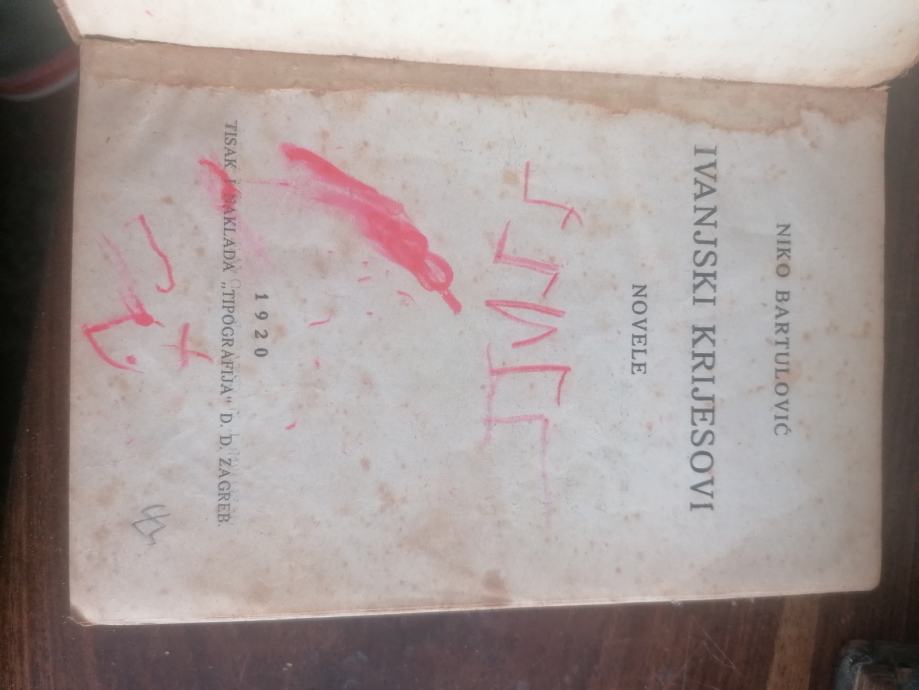 NIKO BARTULOVIĆ
IVANJSKI KRIJESOVI
NOVELE
1920
TISAK I NAKLADA „TIPOGRAFIJA" D. D. ZAGREB.